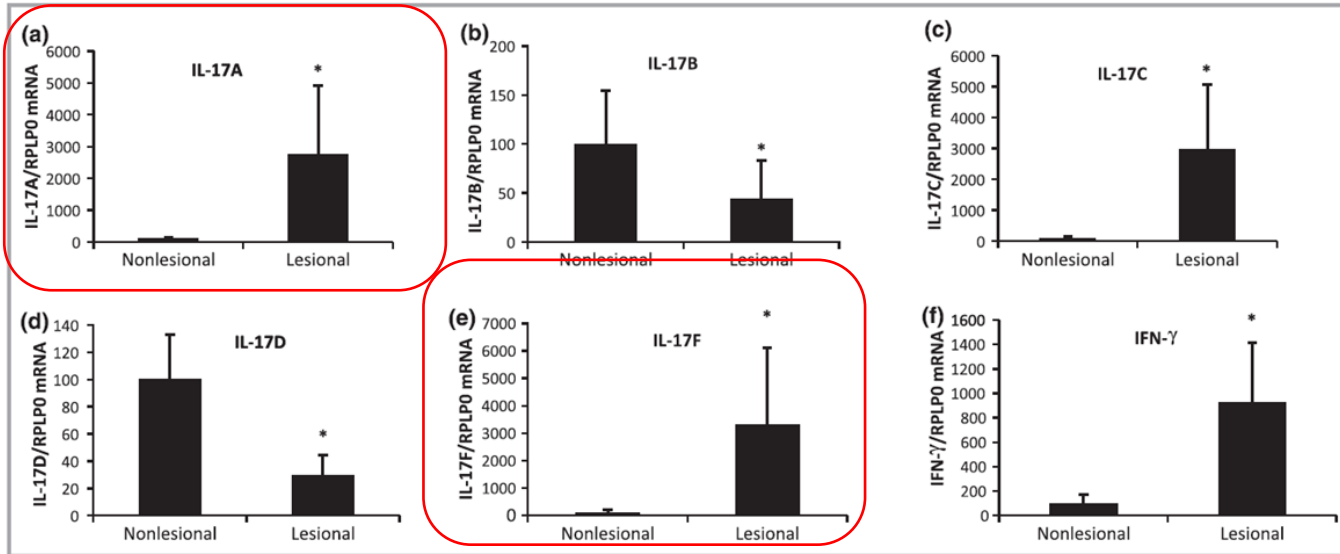 (a)
IL-17A
*
IL-17A/RPLP0 mRNA
6000
5000
4000
3000
2000
1000
0
Nonlesional Lesional
(b)
IL-17B
*
IL-17B/RPLP0 mRNA
200
150
100
50
0
Nonlesional Lesional
(c)
IL-17C
*
IL-17C/RPLP0 mRNA
6000
5000
4000
3000
2000
1000
0
Nonlesional Lesional
(d)
IL-17D
*
IL-17D/RPLP0 mRNA
140
120
100
80
60
40
20
0
Nonlesional Lesional
(e)
IL-17F
*
IL-17F/RPLP0 mRNA
7000
6000
5000
4000
3000
2000
1000
0
Nonlesional Lesional
(f)
IFN-γ
*
IFN-γ/RPLP0 mRNA
1600
1400
1200
1000
800
600
400
200
0
Nonlesional Lesional